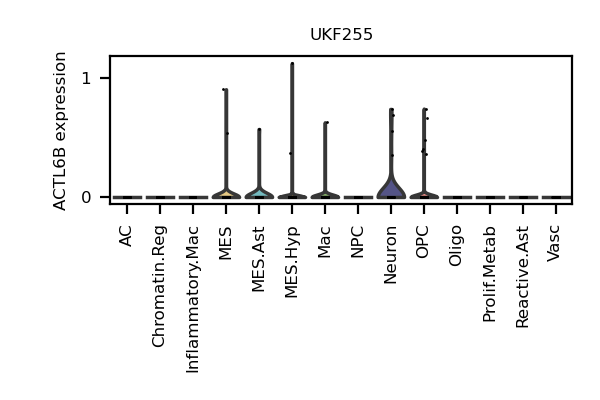 UKF255
ACTL6B expression
1
0
AC
Chromatin.Reg
Inflammatory.Mac
MES
MES.Ast
MES.Hyp
Mac
NPC
Neuron
OPC
Oligo
Prolif.Metab
Reactive.Ast
Vasc